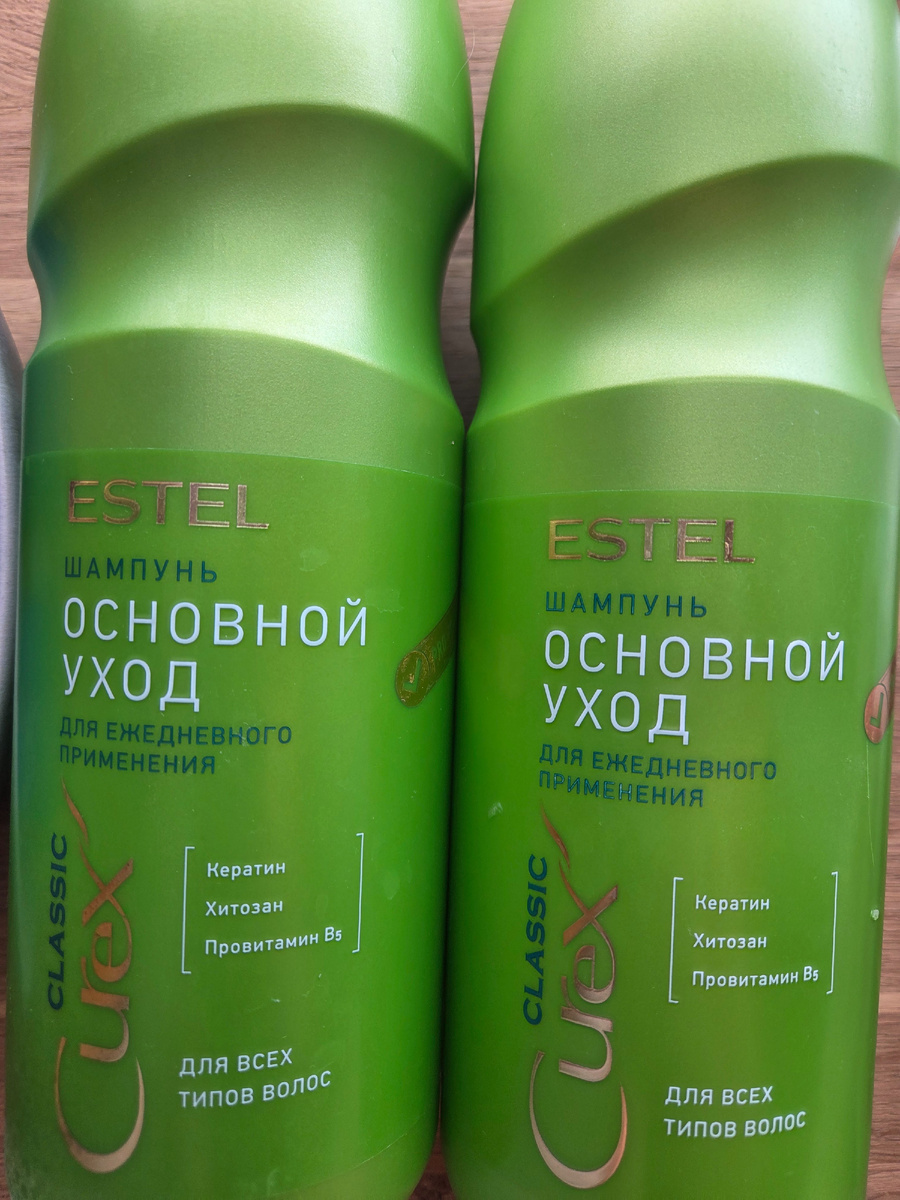 ESTEL
ШАМПУНЬ
ОСНОВНОЙ
УХОД
ДЛЯ ЕЖЕДНЕВНОГО
ПРИМЕНЕНИЯ
CLASSIC
Curex
Кератин
Хитозан
Провитамин B₅
ДЛЯ ВСЕХ
ТИПОВ ВОЛОС
ESTEL
ШАМПУНЬ
ОСНОВНОЙ
УХОД
ДЛЯ ЕЖЕДНЕВНОГО
ПРИМЕНЕНИЯ
CLASSIC
Curex
Кератин
Хитозан
Провитамин B₅
ДЛЯ ВСЕХ
ТИПОВ ВОЛОС